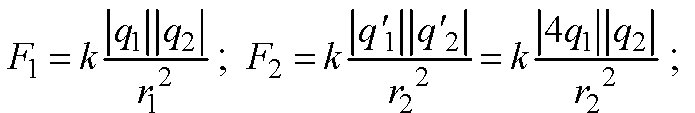 F₁ = k |q₁||q₂| / r₁² ; F₂ = k |q′₁||q′₂| / r₂² = k |4q₁||q₂| / r₂² ;